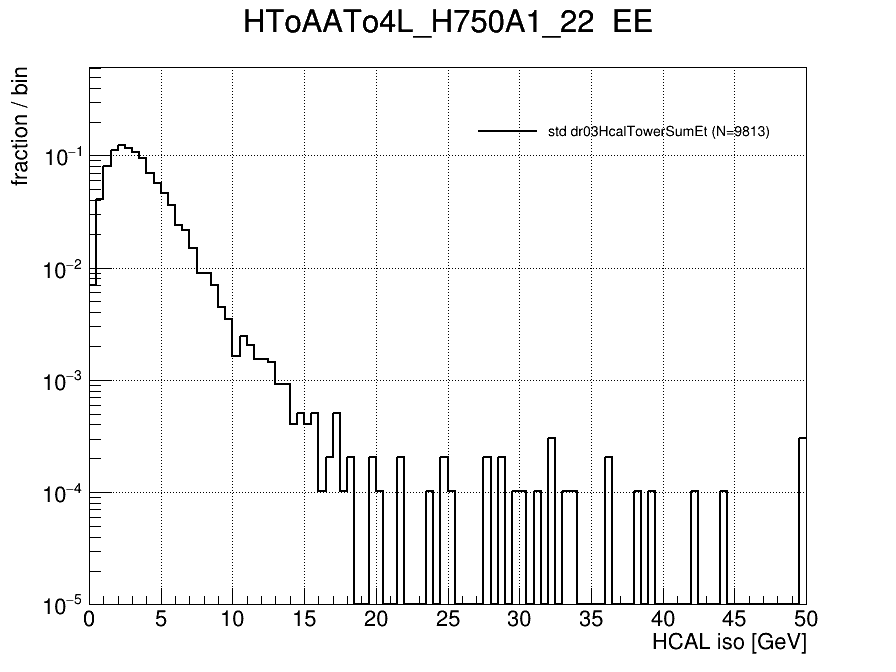 HToAATo4L_H750A1_22 EE
fraction / bin
std dr03HcalTowerSumEt (N=9813)
10⁻¹
10⁻²
10⁻³
10⁻⁴
10⁻⁵
0 5 10 15 20 25 30 35 40 45 50
HCAL iso [GeV]